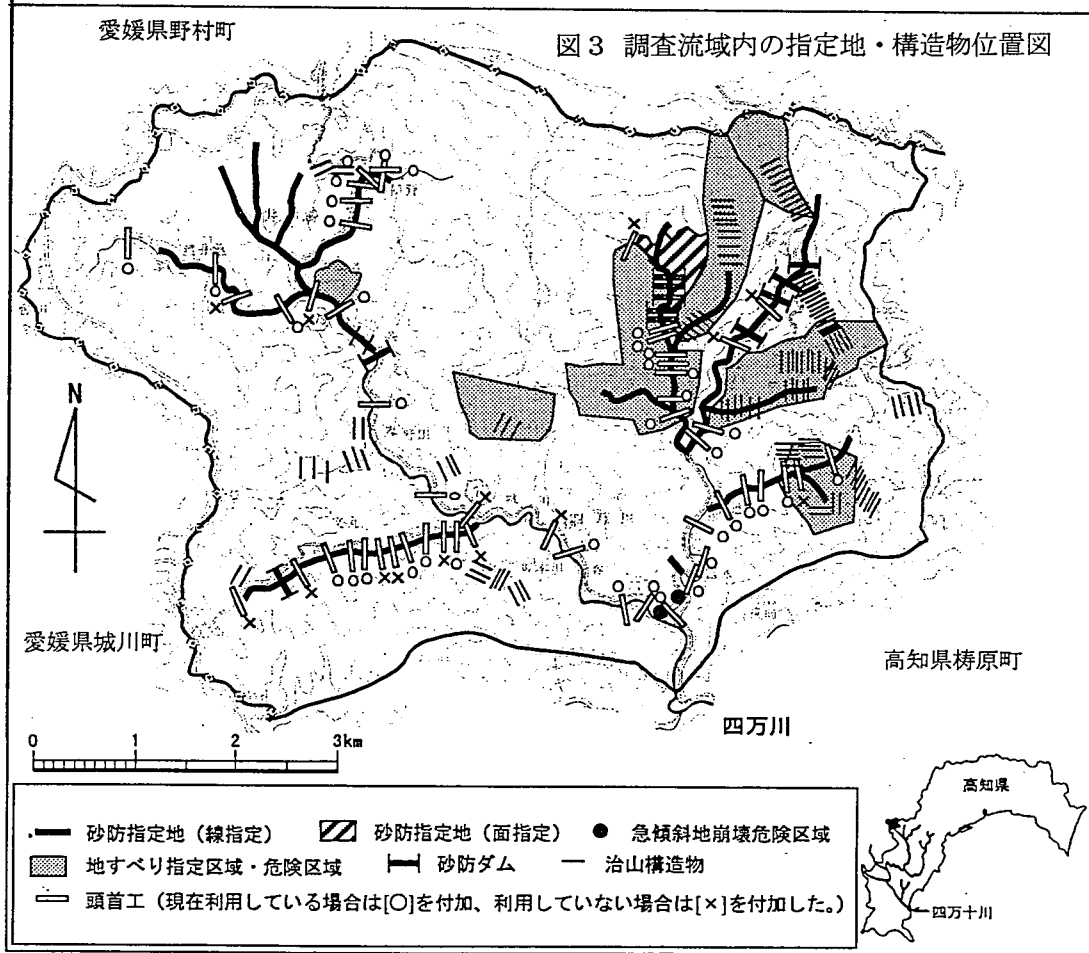 愛媛県野村町
図3 調査流域内の指定地・構造物位置図
N
愛媛県城川町
高知県梼原町
四万川
0 1 2 3km
砂防指定地(線指定) 砂防指定地(面指定) ● 急傾斜地崩壊危険区域
地すべり指定区域・危険区域 砂防ダム 治山構造物
頭首工(現在利用している場合は[○]を付加、利用していない場合は[×]を付加した。)
高知県
四万十川